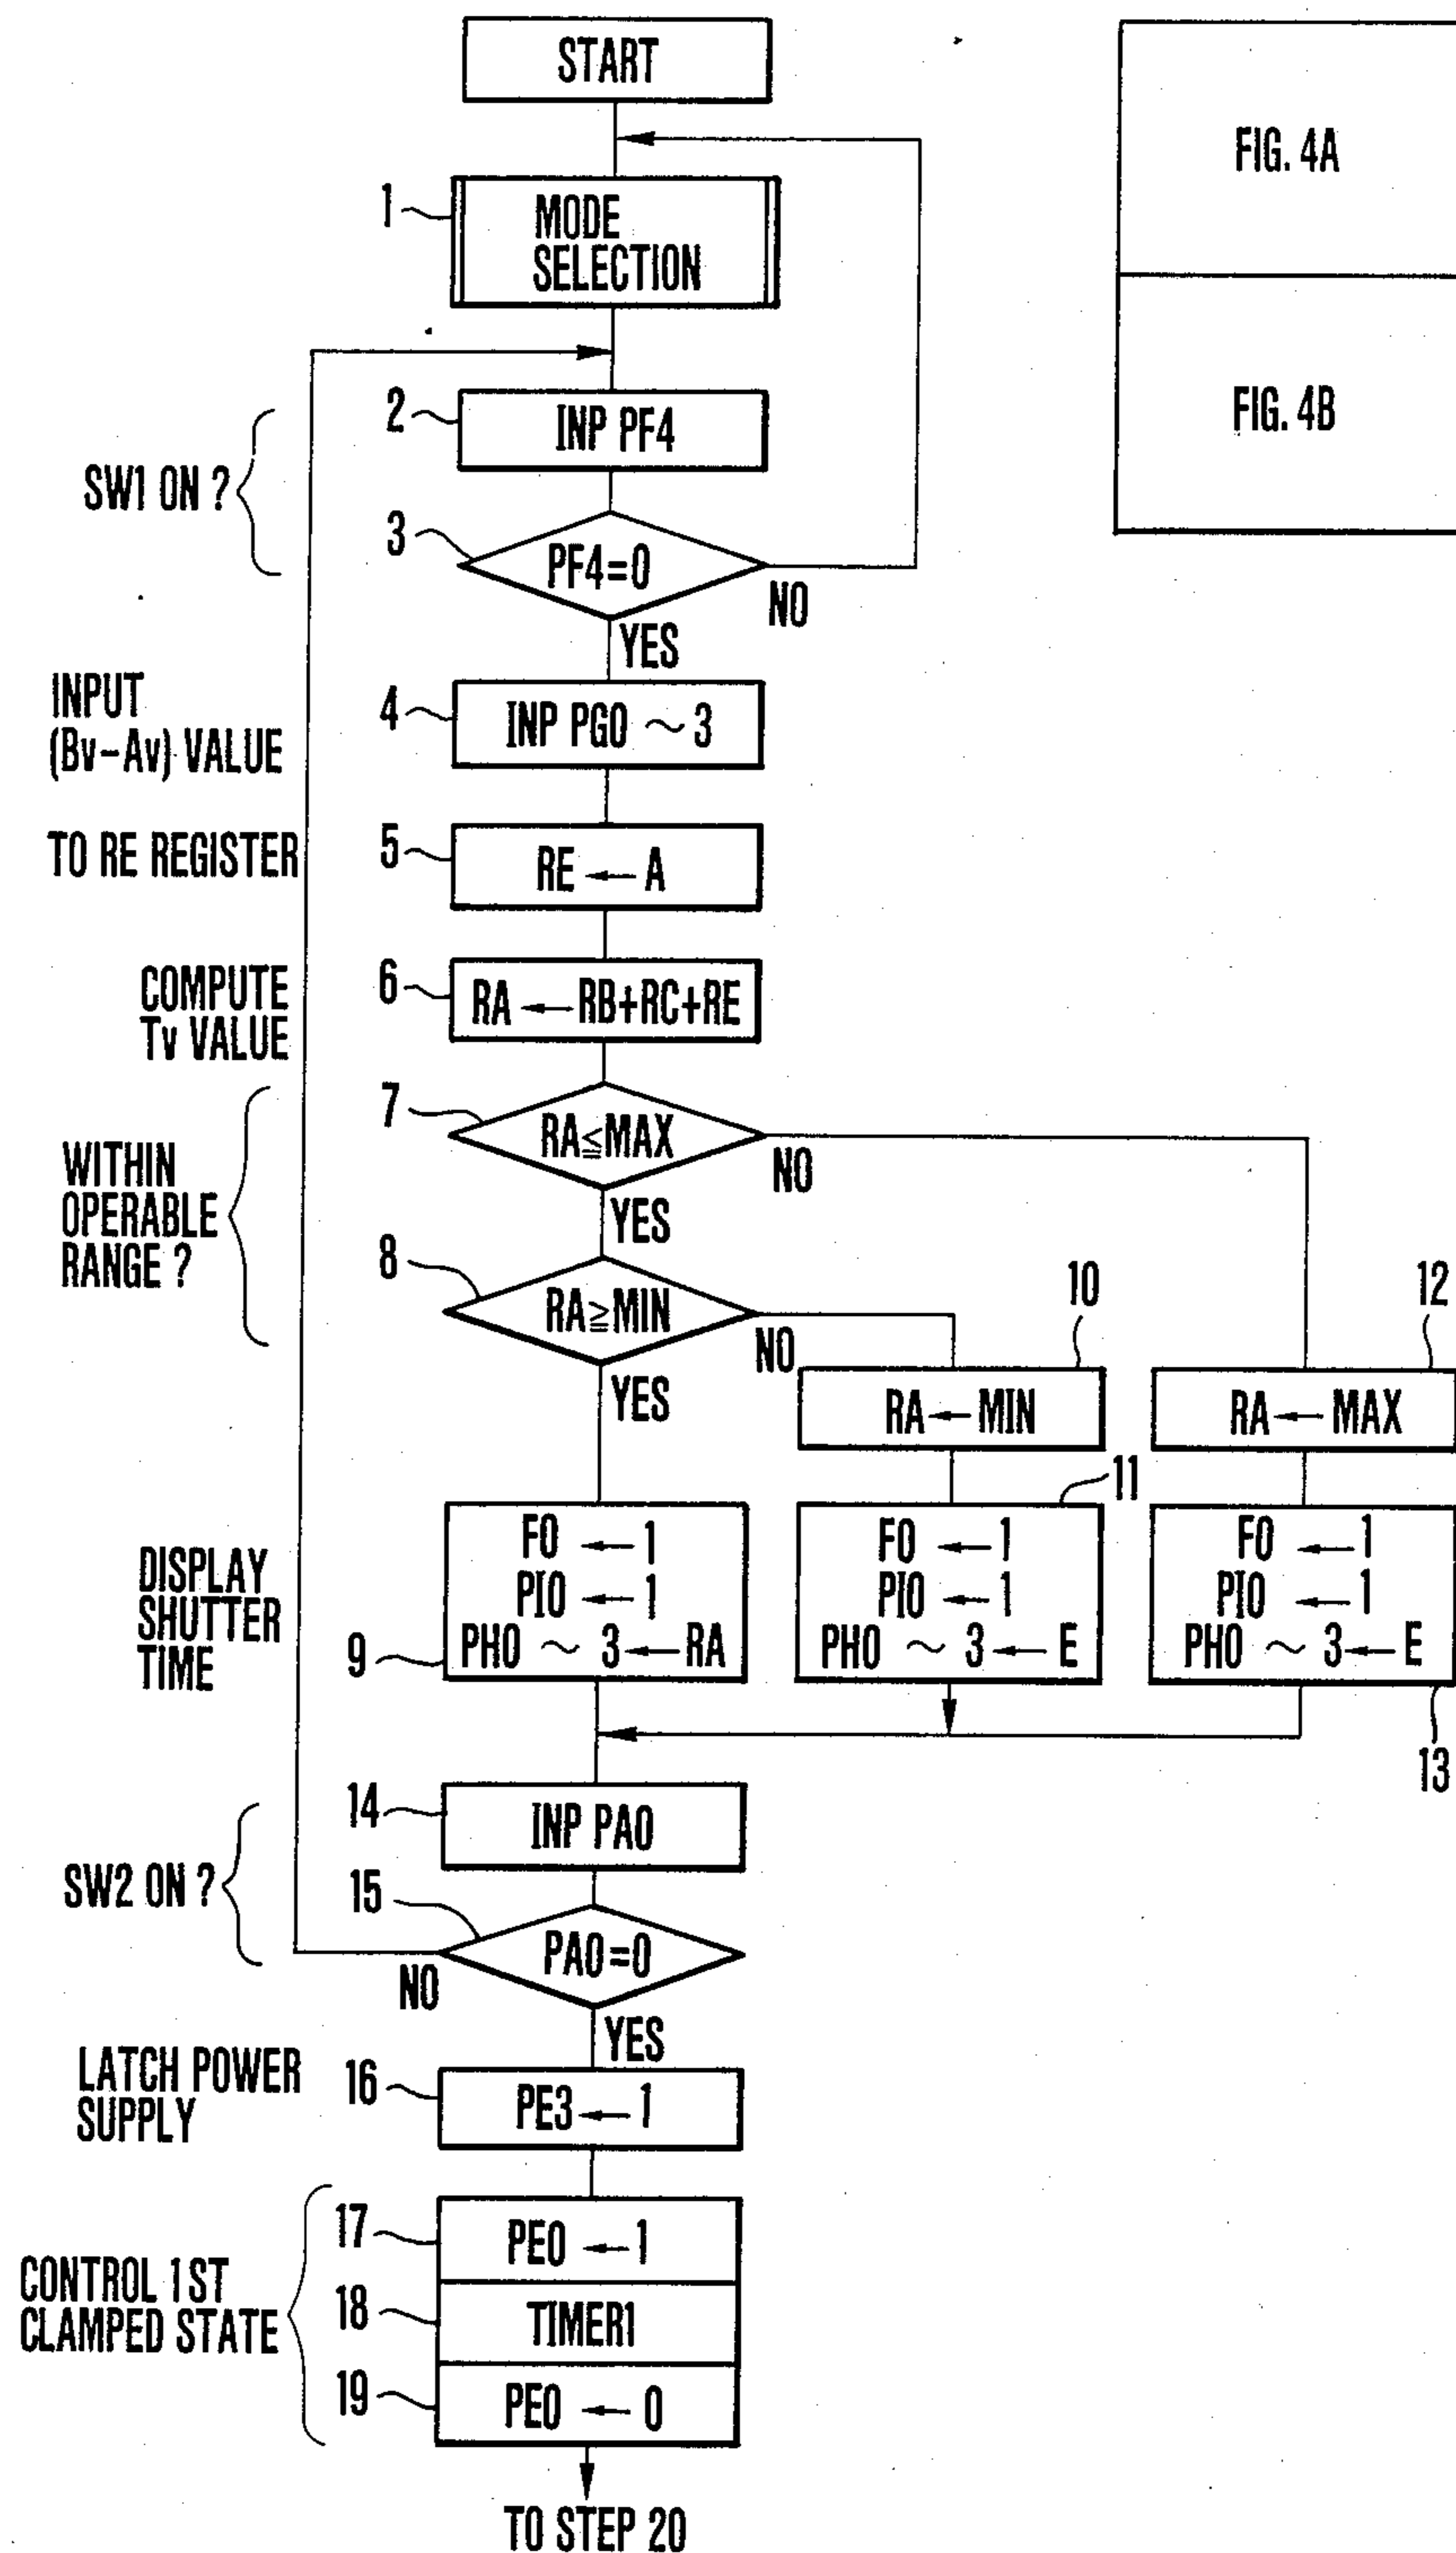 START
FIG. 4A
1
MODE
SELECTION
FIG. 4B
2
INP PF4
SW1 ON ?
3
PF4=0
NO
YES
INPUT
(Bv-Av) VALUE
4
INP PG0 ~ 3
TO RE REGISTER
5
RE ← A
COMPUTE
Tv VALUE
6
RA ← RB+RC+RE
7
RA≦MAX
NO
YES
WITHIN
OPERABLE
RANGE ?
8
RA≧MIN
NO
YES
10
RA ← MIN
12
RA ← MAX
DISPLAY
SHUTTER
TIME
9
F0 ← 1
PI0 ← 1
PH0 ~ 3 ← RA
11
F0 ← 1
PI0 ← 1
PH0 ~ 3 ← E
F0 ← 1
PI0 ← 1
PH0 ~ 3 ← E
13
14
INP PA0
SW2 ON ?
15
PA0=0
NO
YES
LATCH POWER
SUPPLY
16
PE3 ← 1
CONTROL 1ST
CLAMPED STATE
17
PE0 ← 1
18
TIMER1
19
PE0 ← 0
TO STEP 20